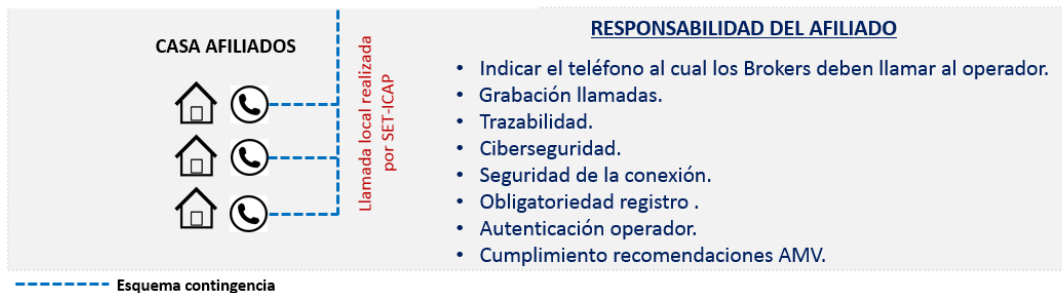 CASA AFILIADOS
Llamada local realizada
por SET-ICAP
RESPONSABILIDAD DEL AFILIADO
• Indicar el teléfono al cual los Brokers deben llamar al operador.
• Grabación llamadas.
• Trazabilidad.
• Ciberseguridad.
• Seguridad de la conexión.
• Obligatoriedad registro .
• Autenticación operador.
• Cumplimiento recomendaciones AMV.
Esquema contingencia